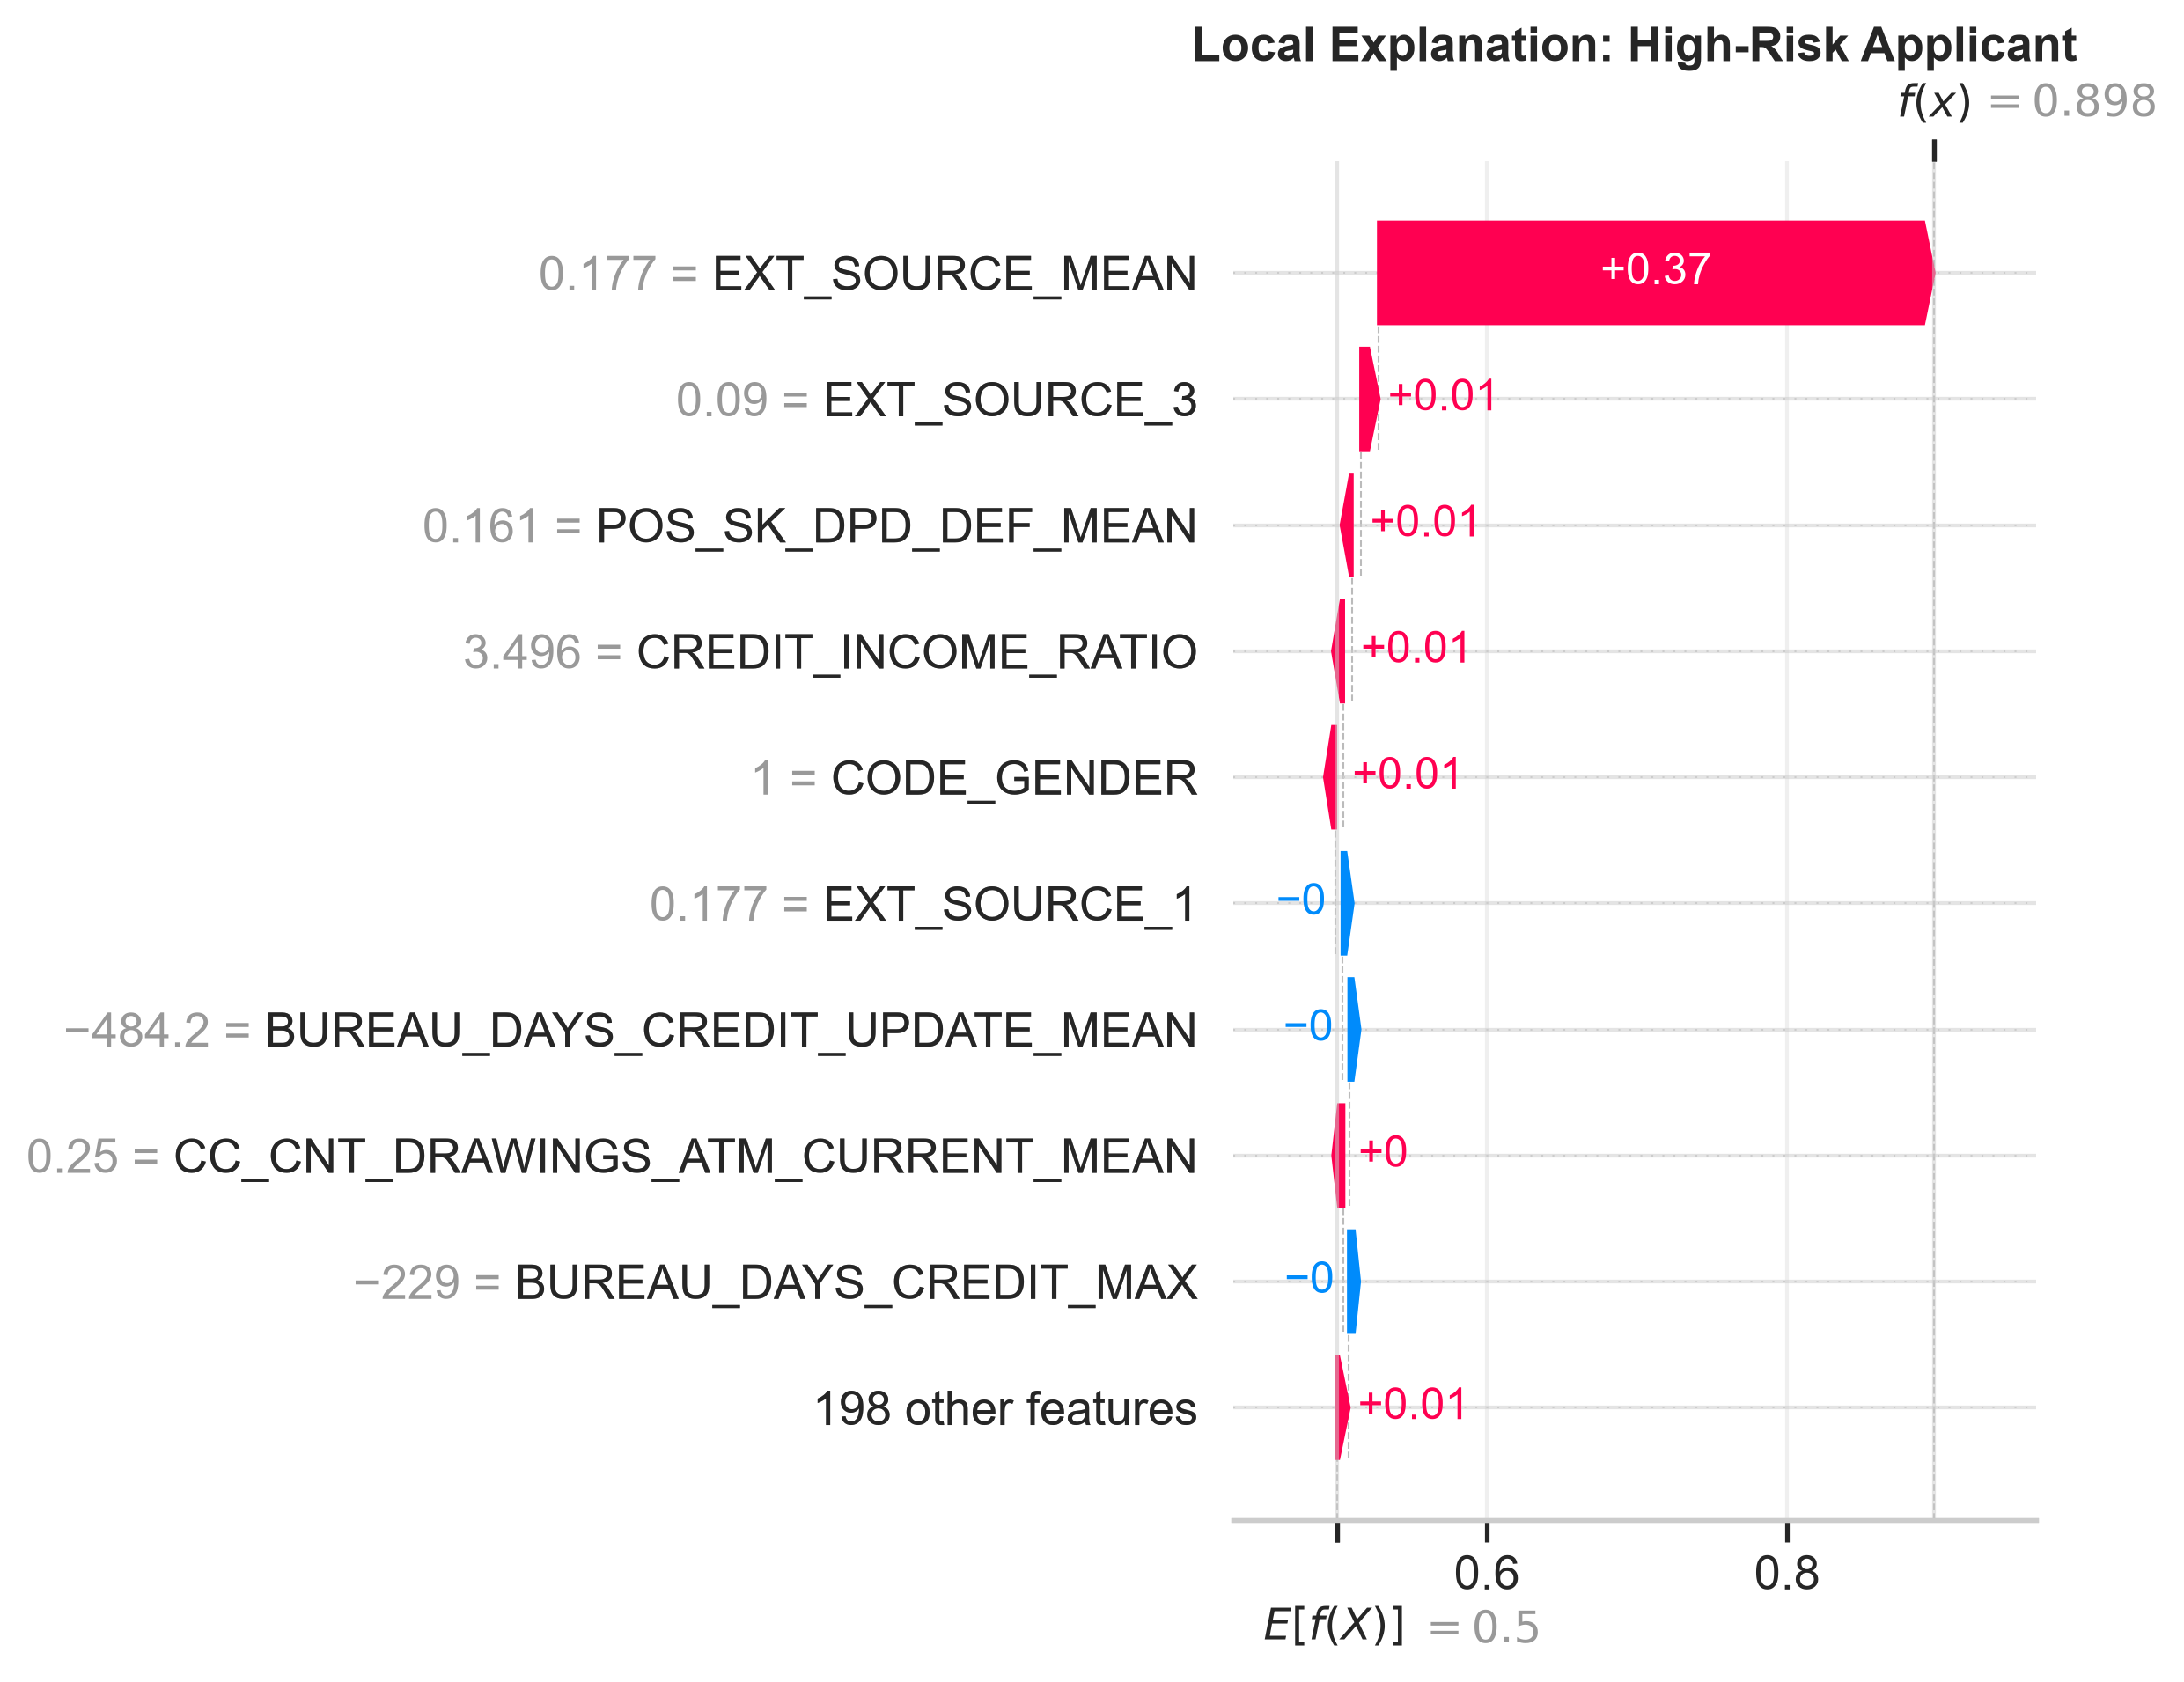 Local Explanation: High-Risk Applicant
f(x) = 0.898
0.177 = EXT_SOURCE_MEAN
+0.37
0.09 = EXT_SOURCE_3
+0.01
0.161 = POS_SK_DPD_DEF_MEAN
+0.01
3.496 = CREDIT_INCOME_RATIO
+0.01
1 = CODE_GENDER
+0.01
0.177 = EXT_SOURCE_1
−0
−484.2 = BUREAU_DAYS_CREDIT_UPDATE_MEAN
−0
0.25 = CC_CNT_DRAWINGS_ATM_CURRENT_MEAN
+0
−229 = BUREAU_DAYS_CREDIT_MAX
−0
198 other features
+0.01
0.6
0.8
E[f(X)] = 0.5